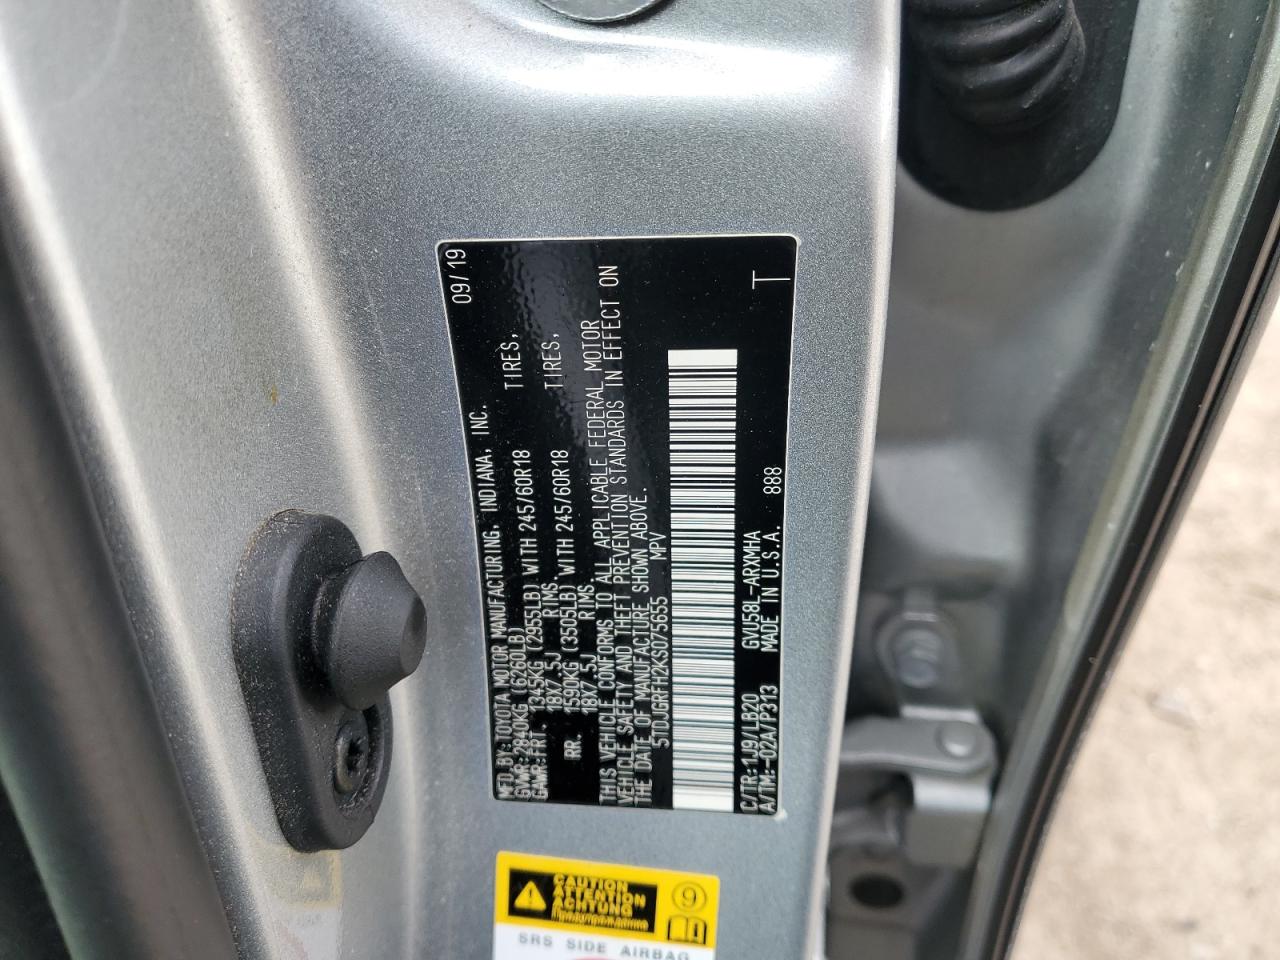 MFD.BY:TOYOTA MOTOR MANUFACTURING, INDIANA, INC. 09/19
GVWR:2840KG (6260LB)
GAWR:FRT. 1345KG (2955LB) WITH 245/60R18 TIRES,
18X7.5J RIMS,
RR. 1590KG (3505LB) WITH 245/60R18 TIRES,
18X7.5J RIMS.
THIS VEHICLE CONFORMS TO ALL APPLICABLE FEDERAL MOTOR
VEHICLE SAFETY AND THEFT PREVENTION STANDARDS IN EFFECT ON
THE DATE OF MANUFACTURE SHOWN ABOVE.
5TDJGRFH2KS075655 MPV
C/TR:1J9/LB20 GVU58L-ARXMHA
A/TM:-02A/P313 MADE IN U.S.A. 888 T
CAUTION
ATTENTION
ACHTUNG
Предупреждение
9
SRS SIDE AIRBAG